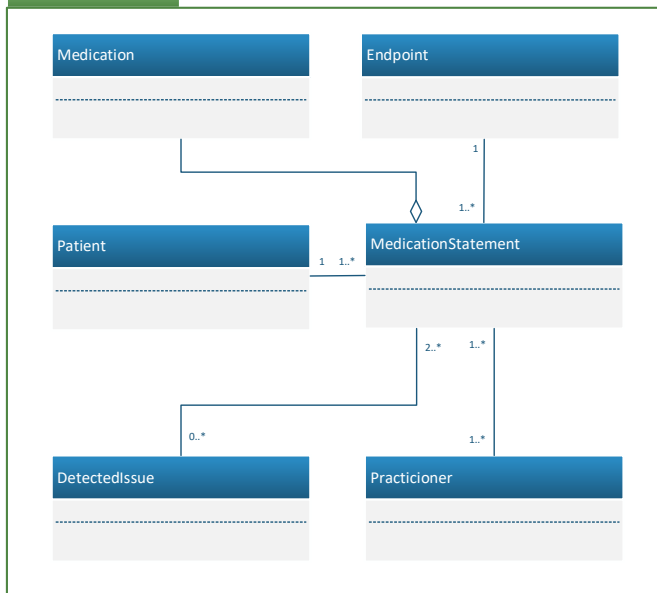 Medication
Endpoint
1
1..*
Patient
MedicationStatement
1
1..*
2..*
1..*
0..*
1..*
DetectedIssue
Practicioner